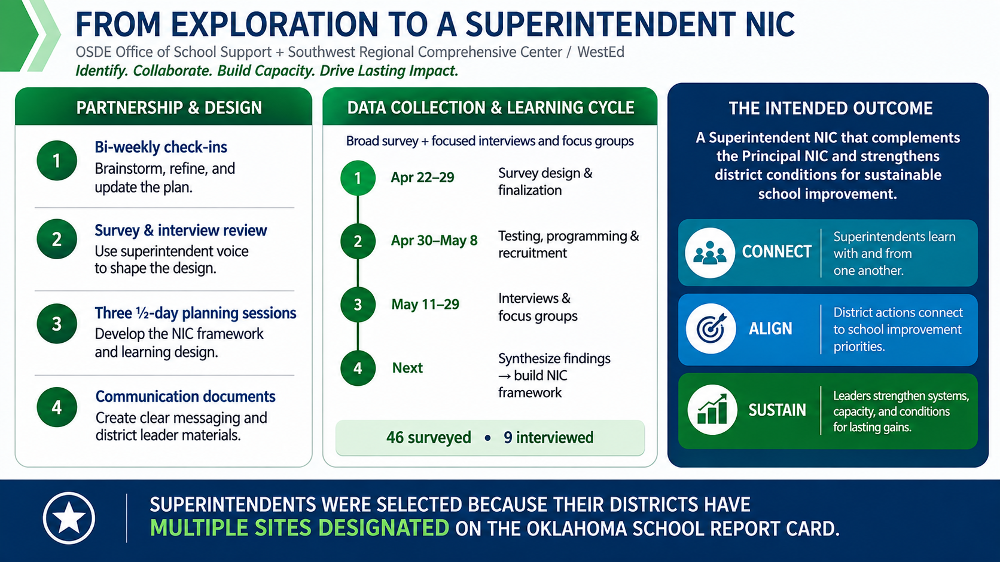 FROM EXPLORATION TO A SUPERINTENDENT NIC
OSDE Office of School Support + Southwest Regional Comprehensive Center / WestEd
Identify. Collaborate. Build Capacity. Drive Lasting Impact.
PARTNERSHIP & DESIGN
1
Bi-weekly check-ins
Brainstorm, refine, and
update the plan.
2
Survey & interview review
Use superintendent voice
to shape the design.
3
Three ½-day planning sessions
Develop the NIC framework
and learning design.
4
Communication documents
Create clear messaging and
district leader materials.
DATA COLLECTION & LEARNING CYCLE
Broad survey + focused interviews and focus groups
1
Apr 22–29
Survey design &
finalization
2
Apr 30–May 8
Testing, programming &
recruitment
3
May 11–29
Interviews &
focus groups
4
Next
Synthesize findings
→ build NIC
framework
46 surveyed • 9 interviewed
THE INTENDED OUTCOME
A Superintendent NIC that complements
the Principal NIC and strengthens
district conditions for sustainable
school improvement.
CONNECT
Superintendents learn
with and from
one another.
ALIGN
District actions connect
to school improvement
priorities.
SUSTAIN
Leaders strengthen systems,
capacity, and conditions
for lasting gains.
SUPERINTENDENTS WERE SELECTED BECAUSE THEIR DISTRICTS HAVE
MULTIPLE SITES DESIGNATED ON THE OKLAHOMA SCHOOL REPORT CARD.